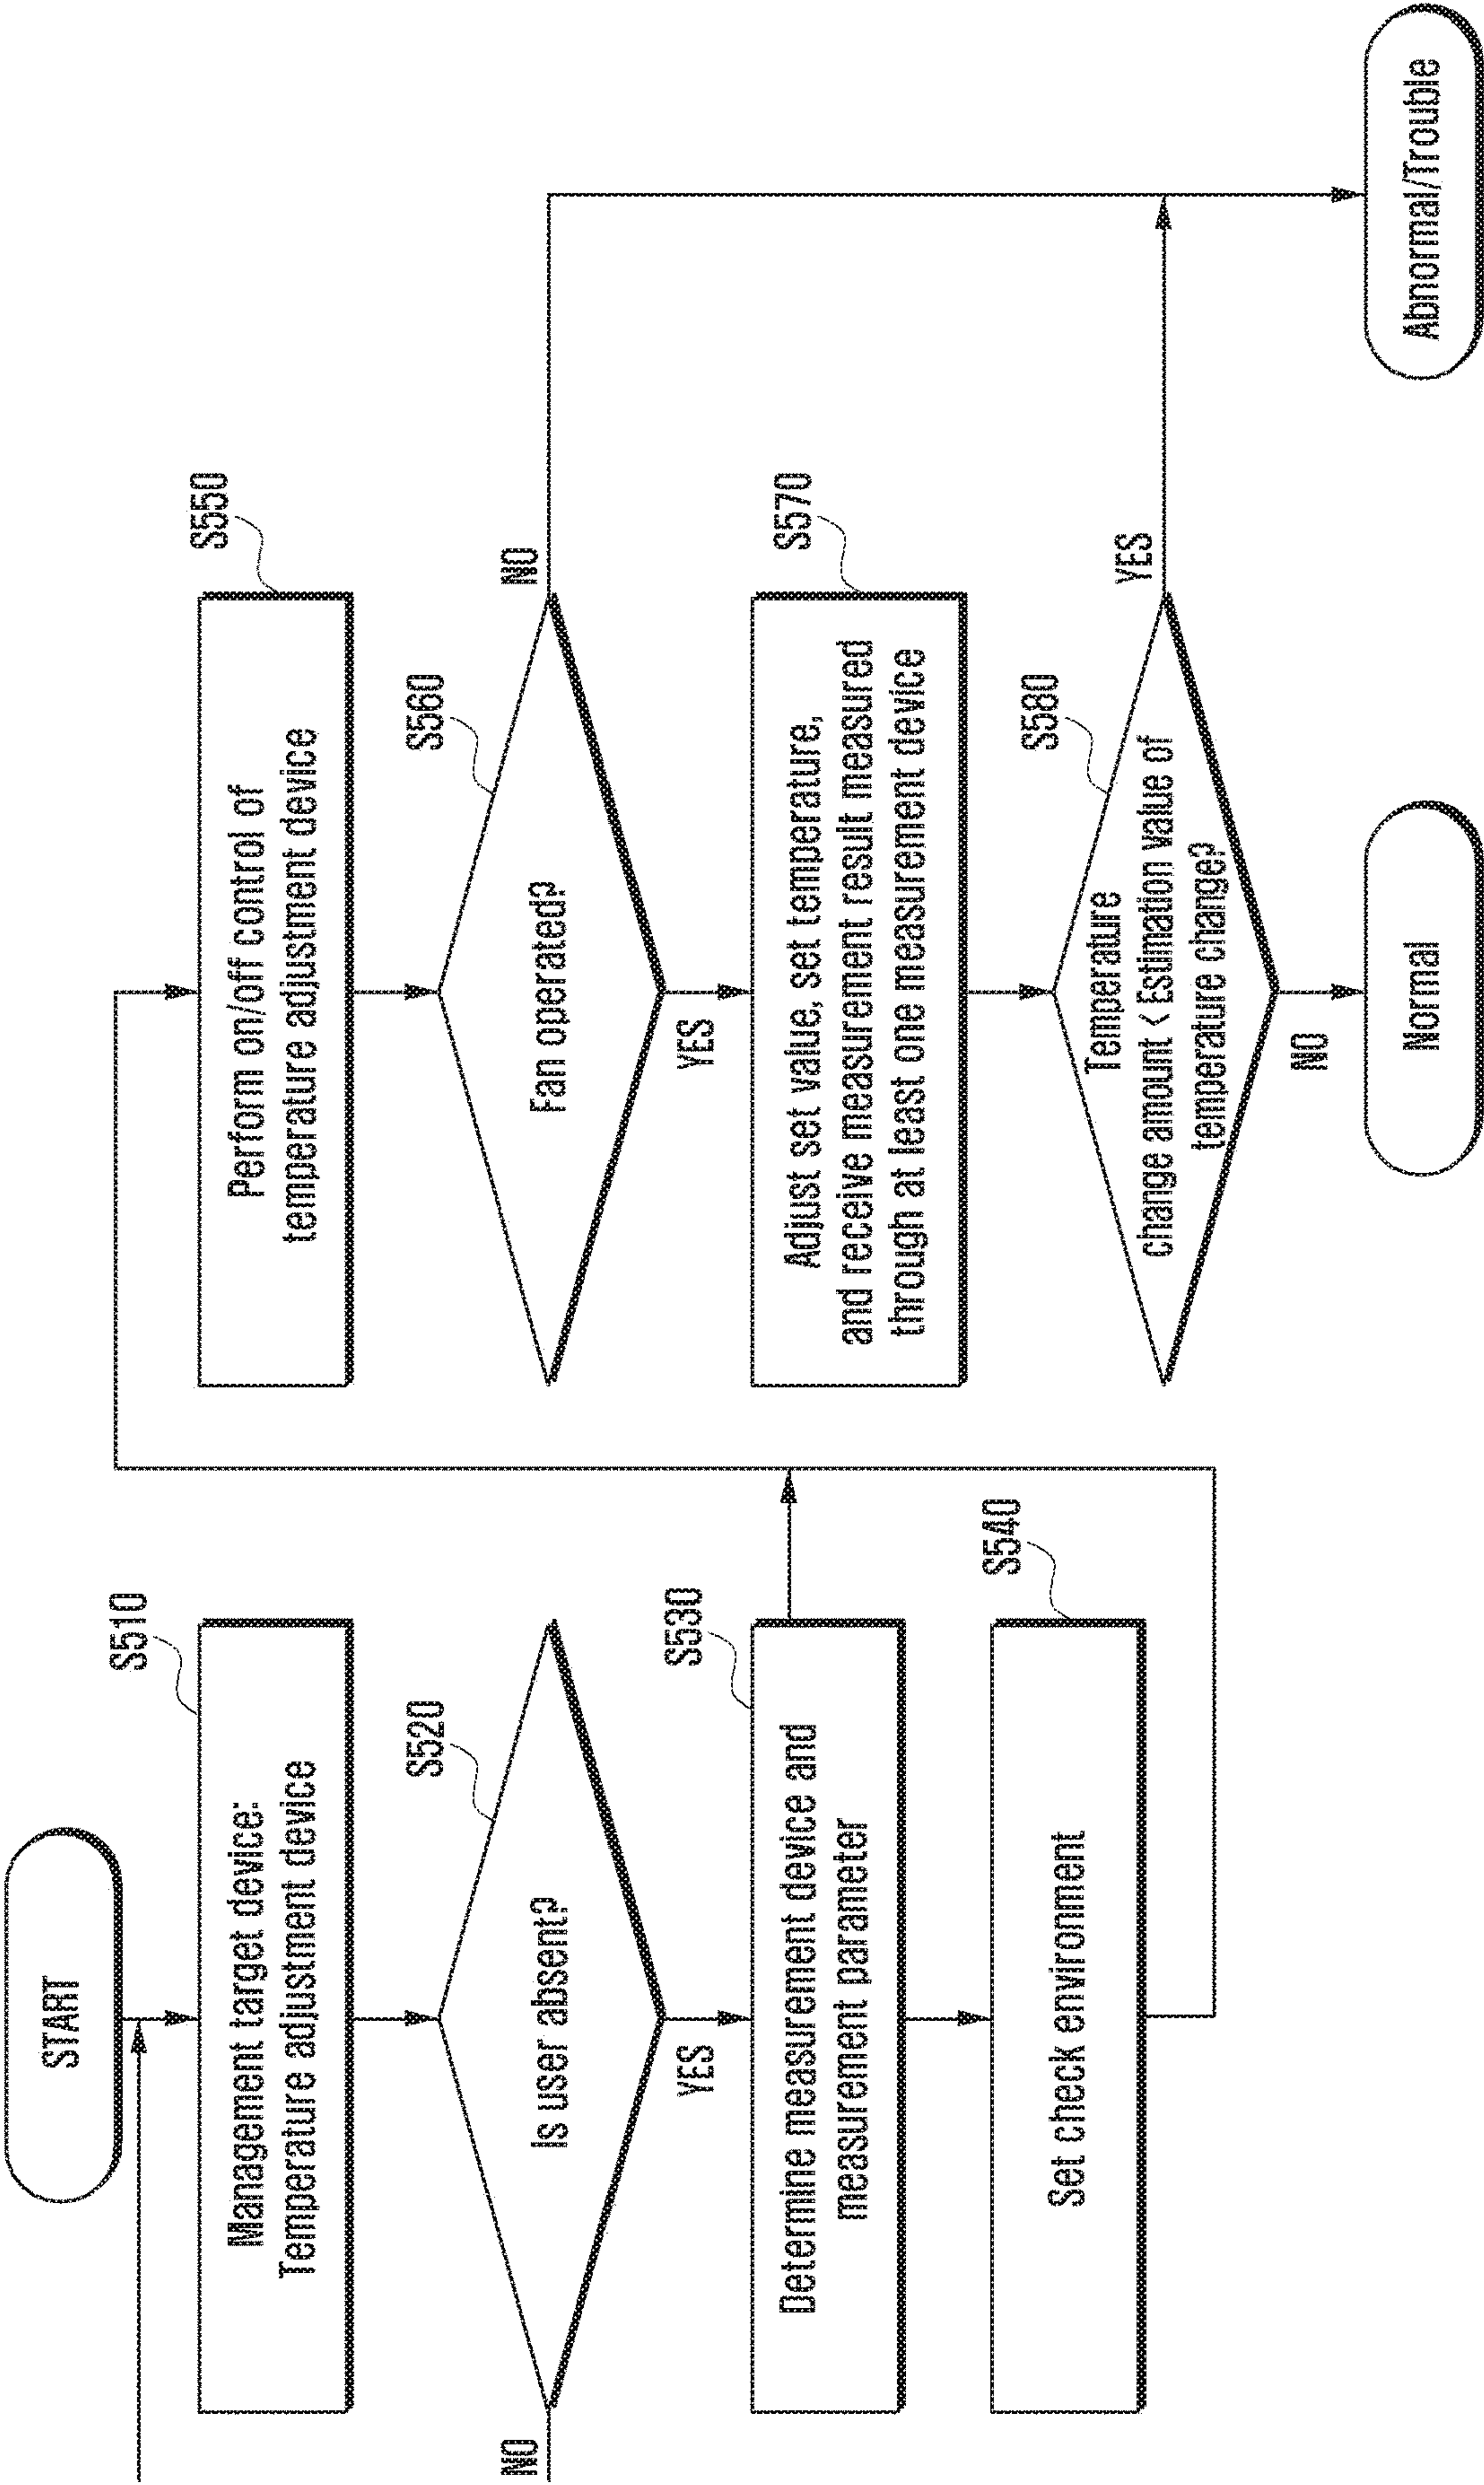 START
S510
Management target device:
Temperature adjustment device
S520
Is user absent?
NO
YES
S530
Determine measurement device and
measurement parameter
S540
Set check environment
S550
Perform on/off control of
temperature adjustment device
S560
Fan operated?
NO
YES
S570
Adjust set value, set temperature,
and receive measurement result measured
through at least one measurement device
S580
Temperature
change amount < Estimation value of
temperature change?
YES
NO
Normal
Abnormal/Trouble